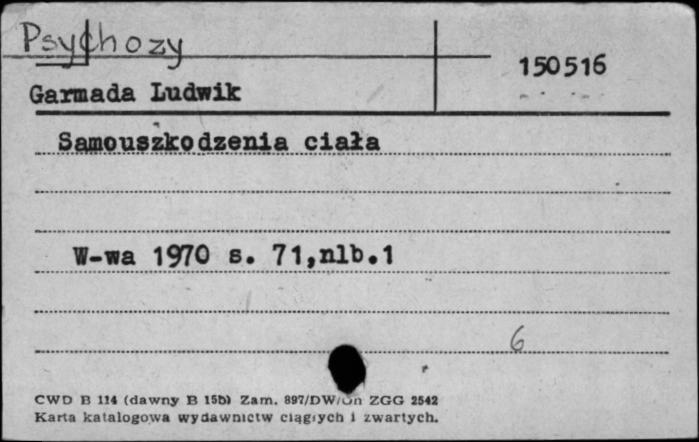 Psychozy
150516
Garmada Ludwik
Samouszkodzenia ciała
W-wa 1970 s. 71,nlb.1
6
CWD B 114 (dawny B 15b) Zam. 897/DW/Un ZGG 2542
Karta katalogowa wydawnictw ciągłych i zwartych.